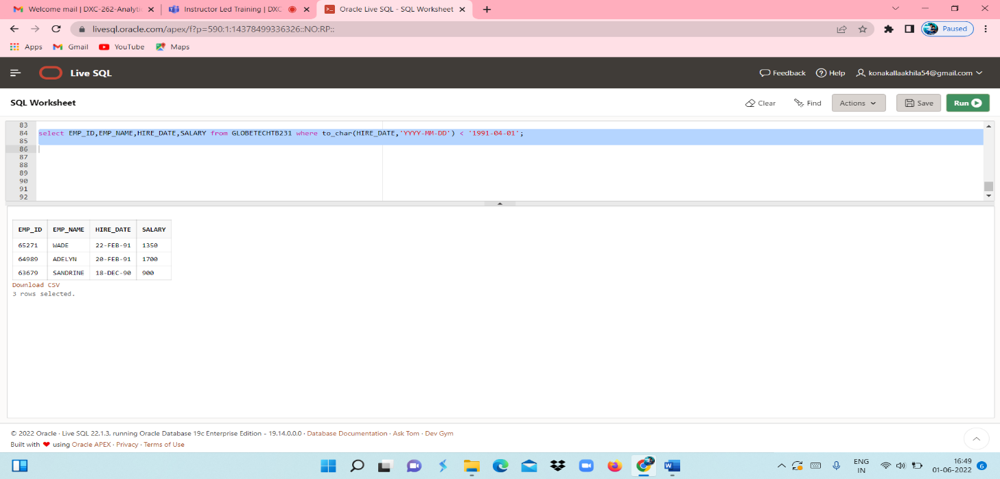 Welcome mail | DXC-262-Analytic
Instructor Led Training | DXC
Oracle Live SQL - SQL Worksheet
livesql.oracle.com/apex/f?p=590:1:14378499336326::NO:RP::
Paused
Apps Gmail YouTube Maps
Live SQL
Feedback Help konakallaakhila54@gmail.com
SQL Worksheet
Clear Find Actions Save Run
83
84 select EMP_ID,EMP_NAME,HIRE_DATE,SALARY from GLOBETECHTB231 where to_char(HIRE_DATE,'YYYY-MM-DD') < '1991-04-01';
85
86
87
88
89
90
91
92
EMP_ID EMP_NAME HIRE_DATE SALARY
65271 WADE 22-FEB-91 1350
64989 ADELYN 20-FEB-91 1700
63679 SANDRINE 18-DEC-90 900
Download CSV
3 rows selected.
© 2022 Oracle · Live SQL 22.1.3, running Oracle Database 19c Enterprise Edition - 19.14.0.0.0 · Database Documentation · Ask Tom · Dev Gym
Built with ❤ using Oracle APEX · Privacy · Terms of Use
ENG
IN
16:49
01-06-2022
6